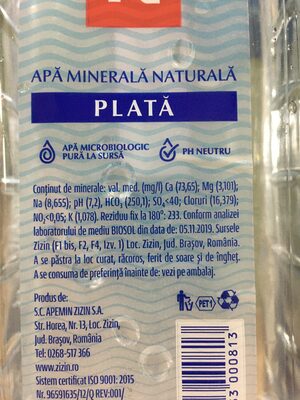 APĂ MINERALĂ NATURALĂ
PLATĂ
APĂ MICROBIOLOGIC
PURĂ LA SURSĂ
PH NEUTRU
Conținut de minerale: val. med. (mg/l) Ca (73,65); Mg (3,101);
Na (8,655); pH (7,2), HCO₃ (250,1); SO₄<40; Cloruri (16,379);
NO₂<0,05; K (1,078). Reziduu fix la 180°: 233. Conform analizei
laboratorului de mediu BIOSOL din data de: 05.11.2019. Sursele
Zizin (F1 bis, F2, F4, Izv. 1) Loc. Zizin, Jud. Brașov, România.
A se păstra la loc curat, răcoros, ferit de soare și de îngheț.
A se consuma de preferință înainte de: vezi pe ambalaj.
Produs de:
S.C. APEMIN ZIZIN S.A.
Str. Horea, Nr. 13, Loc. Zizin,
Jud. Brașov, România
Tel: 0268-517 366
www.zizin.ro
Sistem certificat ISO 9001: 2015
Nr. 96591635/12/Q REV:001/
PET 1
3 000813